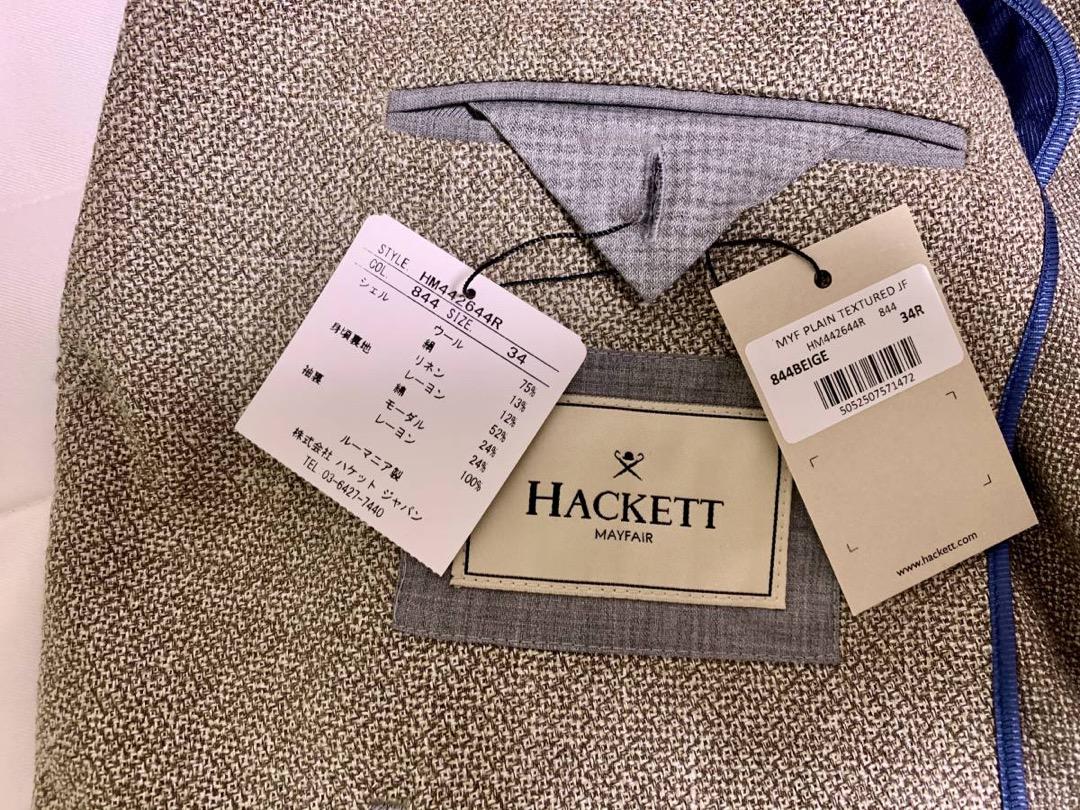 STYLE HM442644R
COL 844 SIZE 34
シェル ウール 75%
絹 13%
リネン 12%
身頃裏地 レーヨン 52%
絹 24%
モーダル 24%
袖裏 レーヨン 100%
ルーマニア製
株式会社 ハケット ジャパン
TEL 03-6427-7440
HACKETT
MAYFAIR
MYF PLAIN TEXTURED JF
HM442644R 844 34R
844BEIGE
5052507571472
www.hackett.com